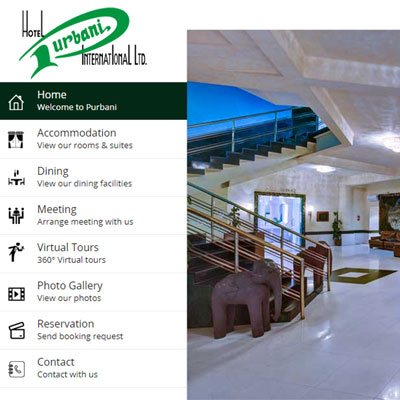 Hotel
Purbani
International Ltd.
Home
Welcome to Purbani
Accommodation
View our rooms & suites
Dining
View our dining facilities
Meeting
Arrange meeting with us
Virtual Tours
360° Virtual tours
Photo Gallery
View our photos
Reservation
Send booking request
Contact
Contact with us